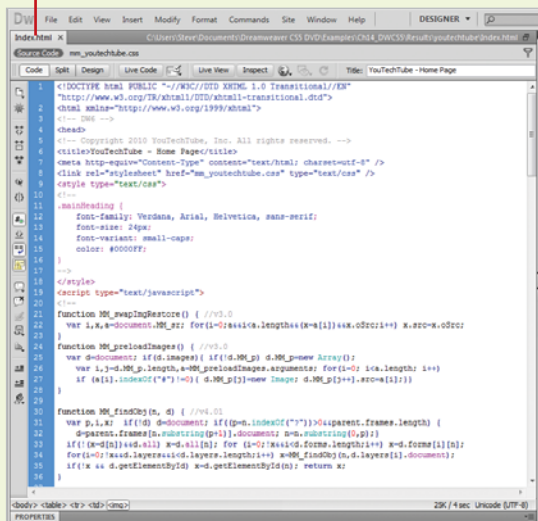 DW File Edit View Insert Modify Format Commands Site Window Help DESIGNER
Index.html × C:\Users\Steve\Documents\Dreamweaver CS5 DVD\Examples\Ch14_DWCS5\Results\youtechtube\Index.html
Source Code mm_youtechtube.css
Code Split Design Live Code Live View Inspect Title: YouTechTube - Home Page
1 <!DOCTYPE html PUBLIC "-//W3C//DTD XHTML 1.0 Transitional//EN"
"http://www.w3.org/TR/xhtml1/DTD/xhtml1-transitional.dtd">
2 <html xmlns="http://www.w3.org/1999/xhtml">
3 <!-- DW6 -->
4 <head>
5 <!-- Copyright 2010 YouTechTube, Inc. All rights reserved. -->
6 <title>YouTechTube - Home Page</title>
7 <meta http-equiv="Content-Type" content="text/html; charset=utf-8" />
8 <link rel="stylesheet" href="mm_youtechtube.css" type="text/css" />
9 <style type="text/css">
10 <!--
11 .mainHeading {
12 font-family: Verdana, Arial, Helvetica, sans-serif;
13 font-size: 24px;
14 font-variant: small-caps;
15 color: #0000FF;
16 }
17 -->
18 </style>
19 <script type="text/javascript">
20 <!--
21 function MM_swapImgRestore() { //v3.0
22 var i,x,a=document.MM_sr; for(i=0;a&&i<a.length&&(x=a[i])&&x.oSrc;i++) x.src=x.oSrc;
23 }
24 function MM_preloadImages() { //v3.0
25 var d=document; if(d.images){ if(!d.MM_p) d.MM_p=new Array();
26 var i,j=d.MM_p.length,a=MM_preloadImages.arguments; for(i=0; i<a.length; i++)
27 if (a[i].indexOf("#")!=0){ d.MM_p[j]=new Image; d.MM_p[j++].src=a[i];}}
28 }
29
30 function MM_findObj(n, d) { //v4.01
31 var p,i,x; if(!d) d=document; if((p=n.indexOf("?"))>0&&parent.frames.length) {
32 d=parent.frames[n.substring(p+1)].document; n=n.substring(0,p);}
33 if(!(x=d[n])&&d.all) x=d.all[n]; for (i=0;!x&&i<d.forms.length;i++) x=d.forms[i][n];
34 for(i=0;!x&&d.layers&&i<d.layers.length;i++) x=MM_findObj(n,d.layers[i].document);
35 if(!x && d.getElementById) x=d.getElementById(n); return x;
36 }
<body> <table> <tr> <td> <img> 29K / 4 sec Unicode (UTF-8)
PROPERTIES